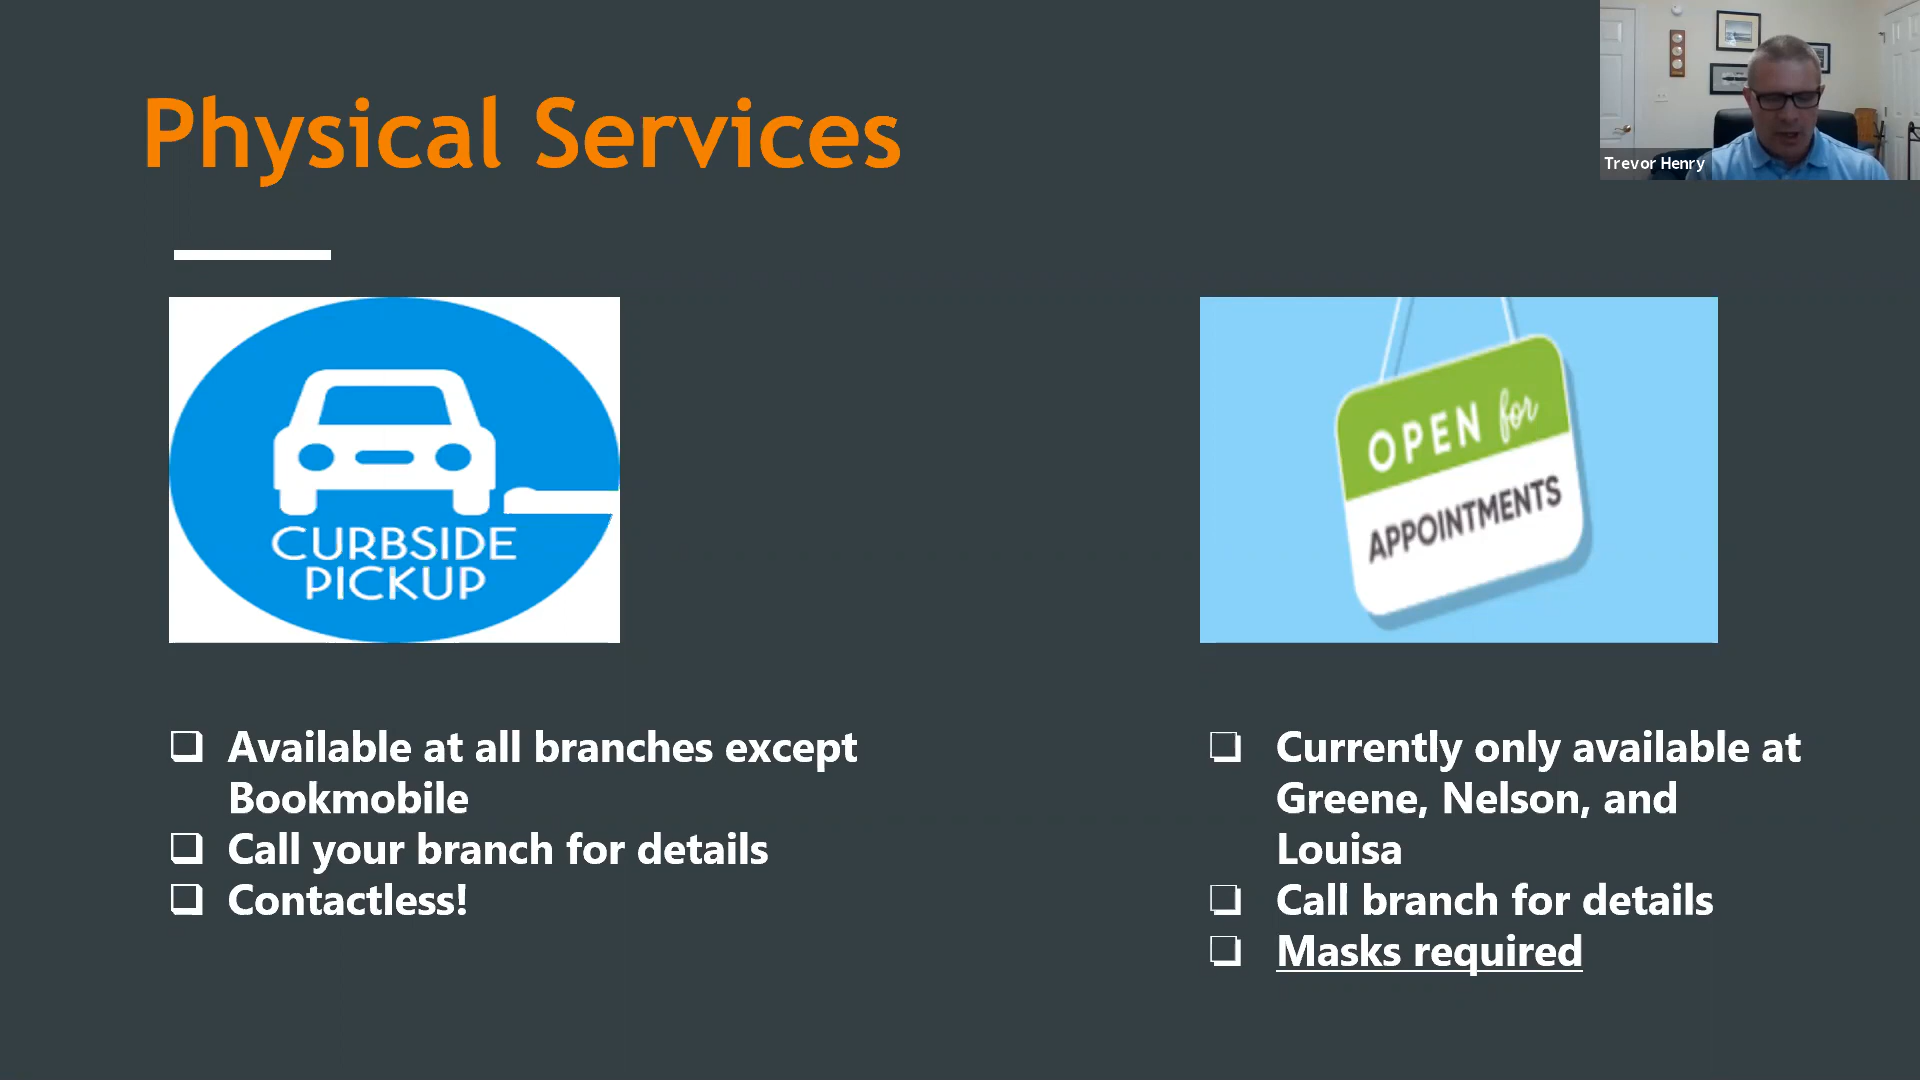 Physical Services
Trevor Henry
CURBSIDE
PICKUP
OPEN for
APPOINTMENTS
Available at all branches except
Bookmobile
Call your branch for details
Contactless!
Currently only available at
Greene, Nelson, and
Louisa
Call branch for details
Masks required